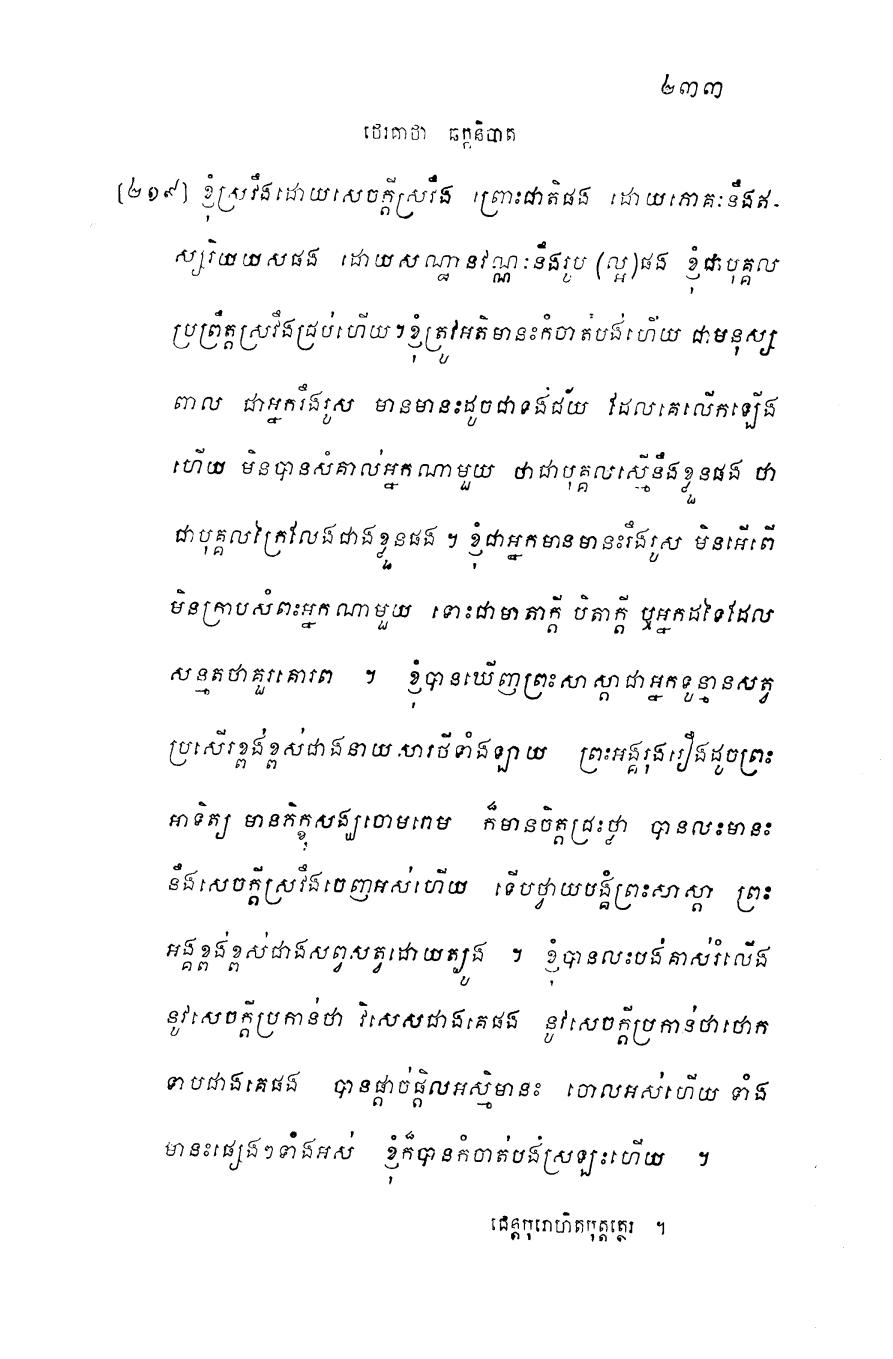 ២៣៣
ថេរគាថា ឆក្កនិបាត
[២១៩] ខ្ញុំស្រវឹងដោយសេចក្តីស្រវឹង ព្រោះជាតិផង ដោយភោគៈនឹងឥ-
ស្សរិយយសផង ដោយសណ្ឋានវណ្ណៈនឹងរូប (ល្អ) ផង ខ្ញុំជាបុគ្គល
ប្រព្រឹត្តស្រវឹងជ្រប់ហើយ។ ខ្ញុំត្រូវអតិមានះកំចាត់បង់ហើយ ជាមនុស្ស
ពាល ជាអ្នករឹងរូស មានមានះដូចជាទង់ជ័យ ដែលគេលើកឡើង
ហើយ មិនបានសំគាល់អ្នកណាមួយ ថាជាបុគ្គលស្មើនឹងខ្លួនផង ថា
ជាបុគ្គលក្រៃលែងជាងខ្លួនផង ។ ខ្ញុំជាអ្នកមានមានះរឹងរូស មិនអើពើ
មិនក្រាបសំពះអ្នកណាមួយ ទោះជាមាតាក្តី បិតាក្តី ឬអ្នកដទៃដែល
សន្មតថាគួរគោរព ។ ខ្ញុំបានឃើញព្រះសាស្តាជាអ្នកទូន្មានសត្វ
ប្រសើរខ្ពង់ខ្ពស់ជាងនាយសារថីទាំងឡាយ ព្រះអង្គរុងរឿងដូចព្រះ
អាទិត្យ មានភិក្ខុសង្ឃចោមរោម ក៏មានចិត្តជ្រះថ្លា បានលះមានះ
នឹងសេចក្តីស្រវឹងចេញអស់ហើយ ទើបថ្វាយបង្គំព្រះសាស្តា ព្រះ
អង្គខ្ពង់ខ្ពស់ជាងសព្វសត្វដោយត្បូង ។ ខ្ញុំបានលះបង់គាស់រំលើង
នូវសេចក្តីប្រកាន់ថា វិសេសជាងគេផង នូវសេចក្តីប្រកាន់ថាថោក
ទាបជាងគេផង បានផ្តាច់ផ្តិលអស្មិមានះ ចោលអស់ហើយ ទាំង
មានះផ្សេងៗទាំងអស់ ខ្ញុំក៏បានកំចាត់បង់ស្រឡះហើយ ។
ជេន្តបុរោហិតបុត្តត្ថេរ ។